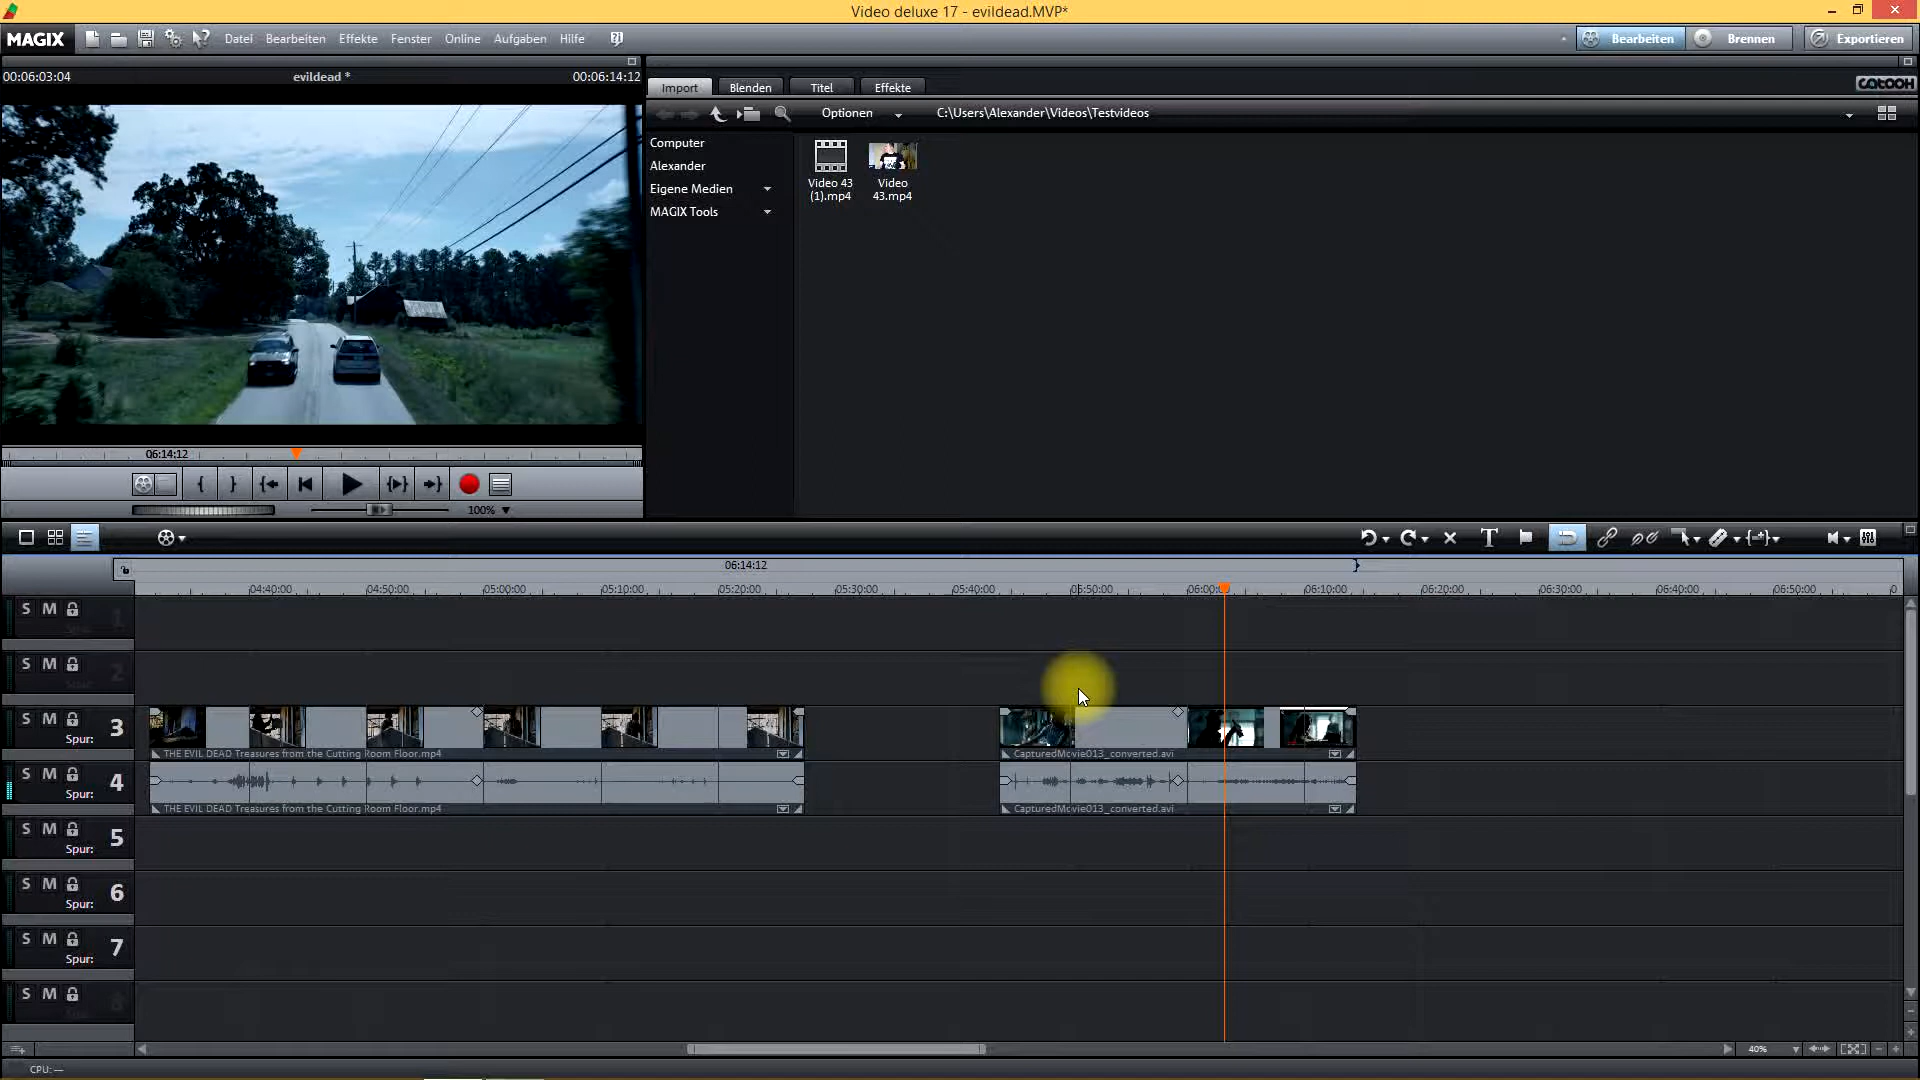 Video deluxe 17 - evildead.MVP*
MAGIX Datei Bearbeiten Effekte Fenster Online Aufgaben Hilfe Bearbeiten Brennen Exportieren
00:06:03:04 evildead * 00:06:14:12
Import Blenden Titel Effekte catooh
Optionen C:\Users\Alexander\Videos\Testvideos
Computer
Alexander
Eigene Medien
MAGIX Tools
Video 43
(1).mp4
Video
43.mp4
06:14:12
100%
06:14:12
04:40:00 04:50:00 05:00:00 05:10:00 05:20:00 05:30:00 05:40:00 05:50:00 06:00:00 06:10:00 06:20:00 06:30:00 06:40:00 06:50:00 0
S M 1
S M 2
S M 3
Spur:
THE EVIL DEAD Treasures from the Cutting Room Floor.mp4 CapturedMovie013_converted.avi
S M 4
Spur:
THE EVIL DEAD Treasures from the Cutting Room Floor.mp4 CapturedMovie013_converted.avi
S M 5
Spur:
S M 6
Spur:
S M 7
Spur:
S M 8
40%
CPU: —